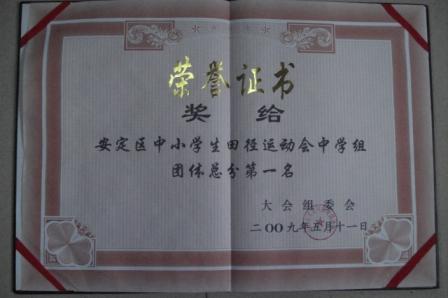 荣誉证书
奖给
安定区中小学生田径运动会中学组
团体总分第一名
大会组委会
二〇〇九年五月十一日